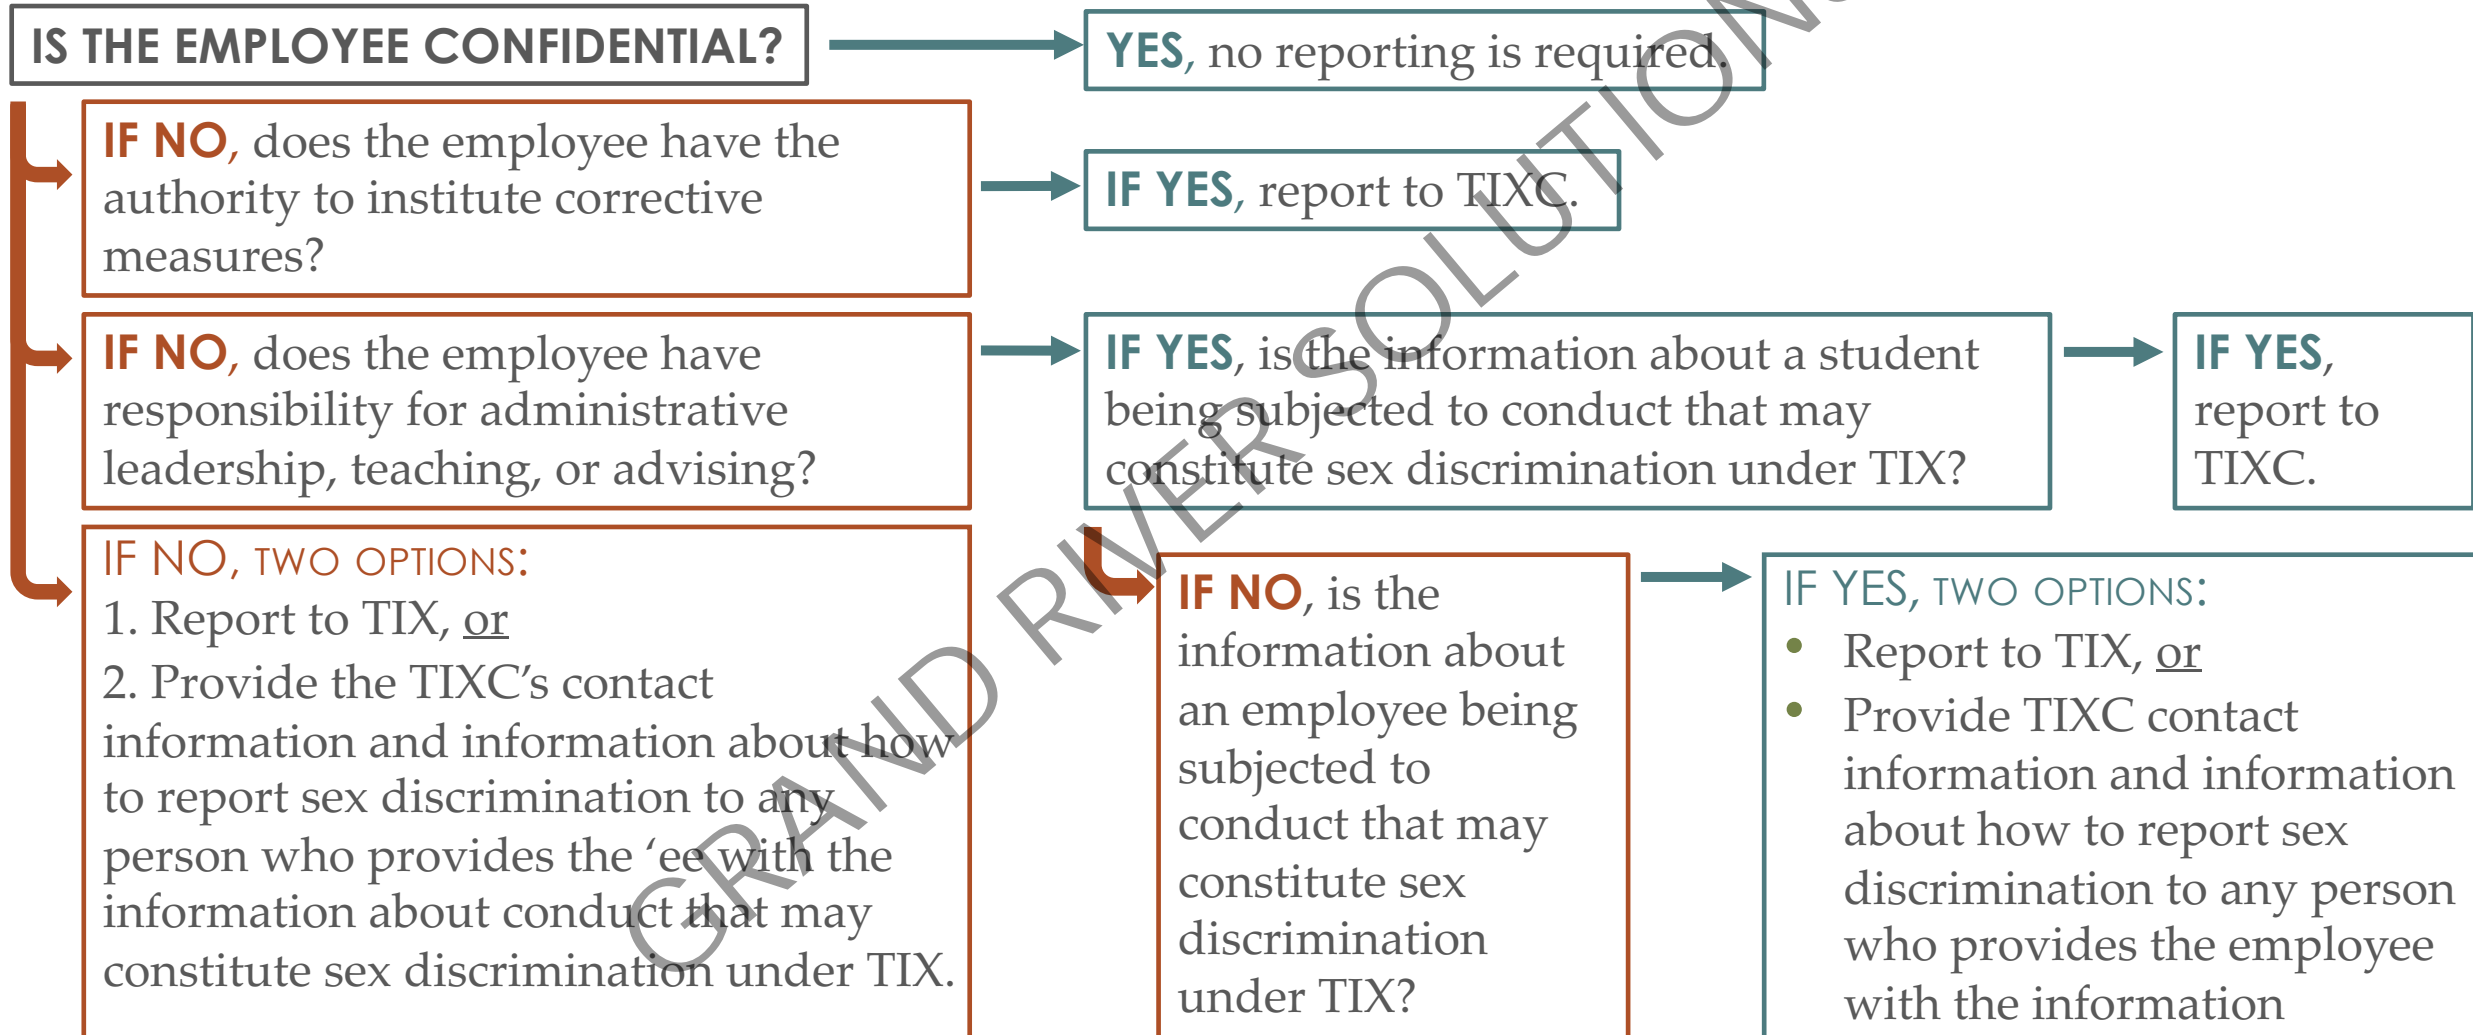 IS THE EMPLOYEE CONFIDENTIAL?
YES, no reporting is required.
IF NO, does the employee have the
authority to institute corrective
measures?
IF YES, report to TIXC.
IF NO, does the employee have
responsibility for administrative
leadership, teaching, or advising?
IF YES, is the information about a student
being subjected to conduct that may
constitute sex discrimination under TIX?
IF YES,
report to
TIXC.
IF NO, TWO OPTIONS:
1. Report to TIX, or
2. Provide the TIXC’s contact
information and information about how
to report sex discrimination to any
person who provides the ‘ee with the
information about conduct that may
constitute sex discrimination under TIX.
IF NO, is the
information about
an employee being
subjected to
conduct that may
constitute sex
discrimination
under TIX?
IF YES, TWO OPTIONS:
• Report to TIX, or
• Provide TIXC contact
information and information
about how to report sex
discrimination to any person
who provides the employee
with the information
GRAND RIVER SOLUTIONS